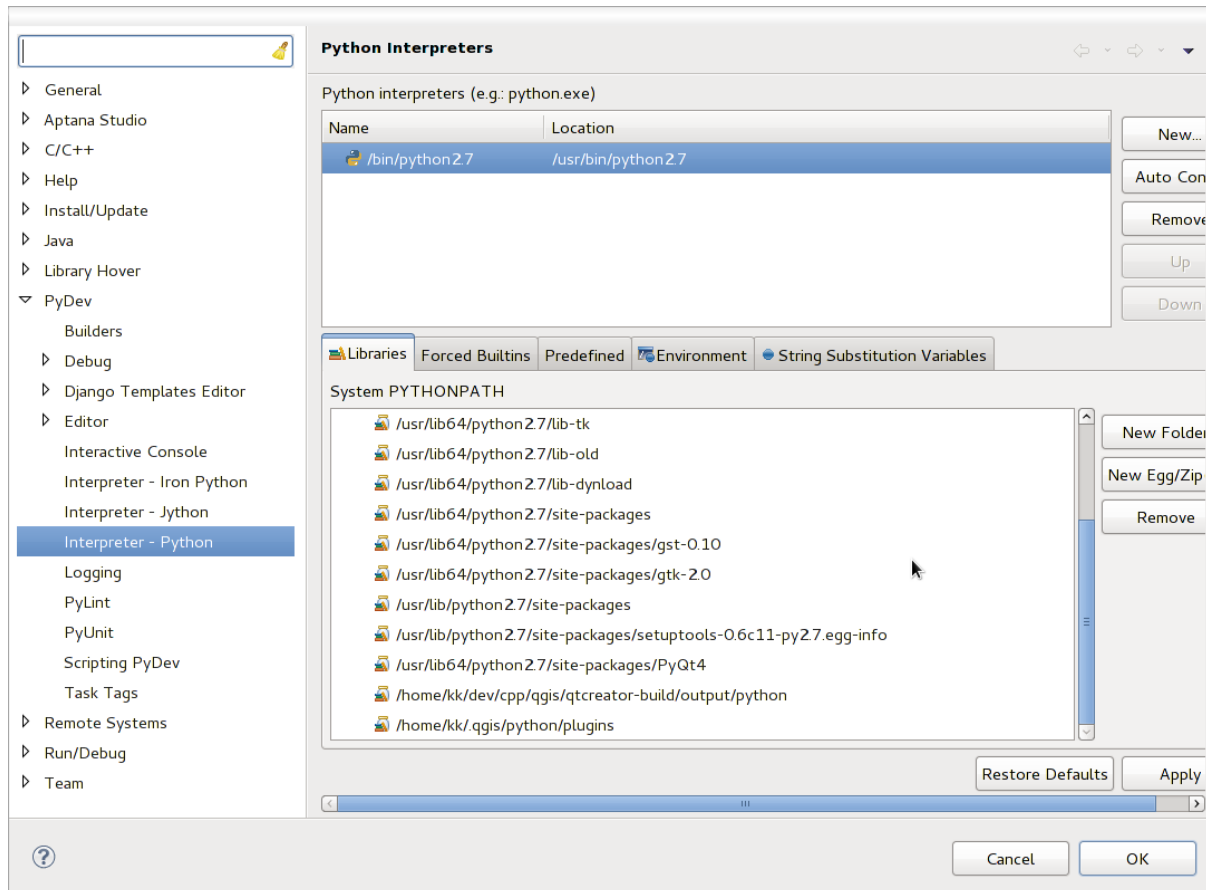 Python Interpreters
General
Aptana Studio
C/C++
Help
Install/Update
Java
Library Hover
PyDev
Builders
Debug
Django Templates Editor
Editor
Interactive Console
Interpreter - Iron Python
Interpreter - Jython
Interpreter - Python
Logging
PyLint
PyUnit
Scripting PyDev
Task Tags
Remote Systems
Run/Debug
Team
Python interpreters (e.g.: python.exe)
Name Location
/bin/python2.7 /usr/bin/python2.7
New...
Auto Con
Remove
Up
Down
Libraries Forced Builtins Predefined Environment String Substitution Variables
System PYTHONPATH
/usr/lib64/python2.7/lib-tk
/usr/lib64/python2.7/lib-old
/usr/lib64/python2.7/lib-dynload
/usr/lib64/python2.7/site-packages
/usr/lib64/python2.7/site-packages/gst-0.10
/usr/lib64/python2.7/site-packages/gtk-2.0
/usr/lib/python2.7/site-packages
/usr/lib/python2.7/site-packages/setuptools-0.6c11-py2.7.egg-info
/usr/lib64/python2.7/site-packages/PyQt4
/home/kk/dev/cpp/qgis/qtcreator-build/output/python
/home/kk/.qgis/python/plugins
New Folder
New Egg/Zip
Remove
Restore Defaults Apply
Cancel OK